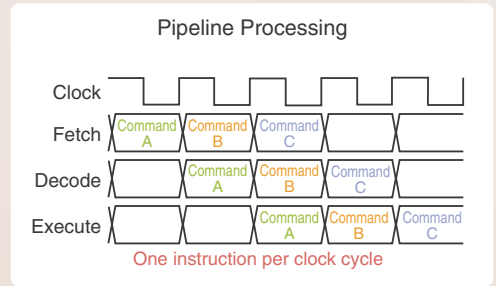 Pipeline Processing
Clock
Fetch
Command A
Command B
Command C
Decode
Command A
Command B
Command C
Execute
Command A
Command B
Command C
One instruction per clock cycle